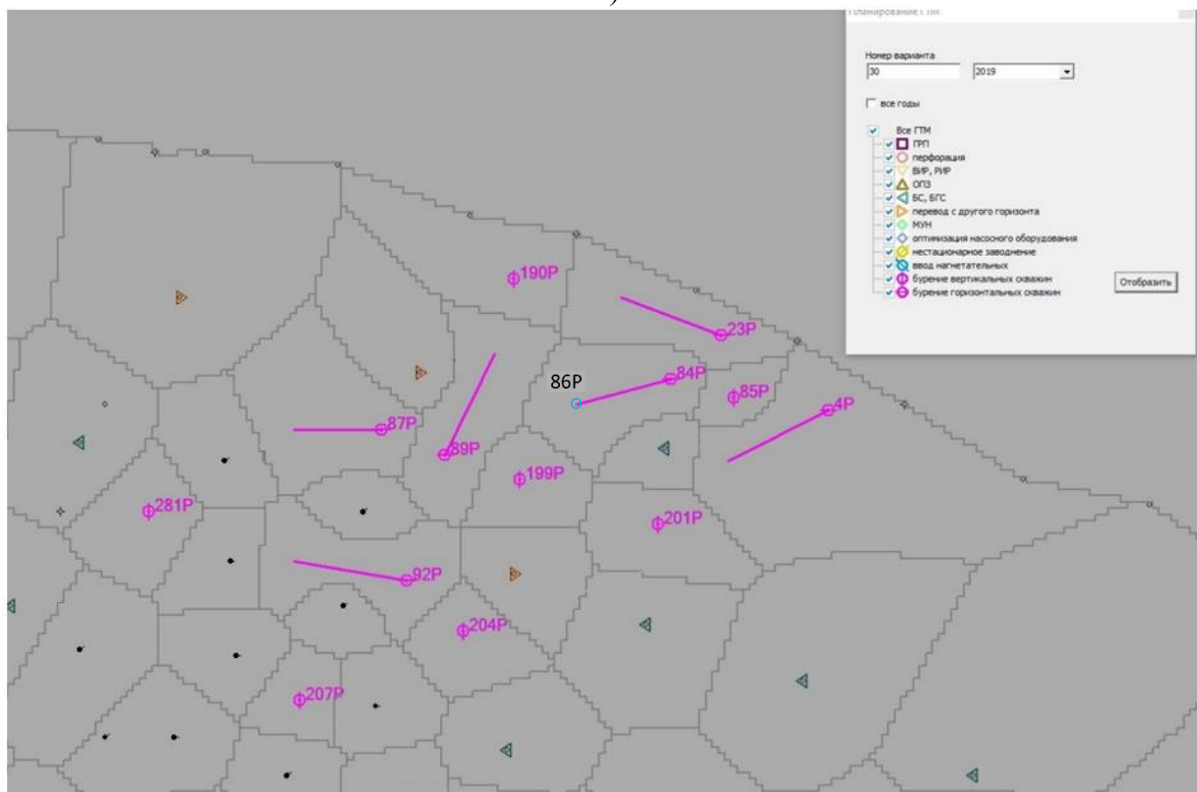 )
Планирование ГТМ
Номер варианта
30 2019
все годы
Все ГТМ
ГРП
перфорация
ВИР, РИР
ОПЗ
БС, БГС
перевод с другого горизонта
МУН
оптимизация насосного оборудования
нестационарное заводнение
ввод нагнетательных
бурение вертикальных скважин
бурение горизонтальных скважин
Отобразить
190Р
23Р
84Р
86Р
85Р
4Р
87Р
89Р
199Р
281Р
201Р
92Р
204Р
207Р